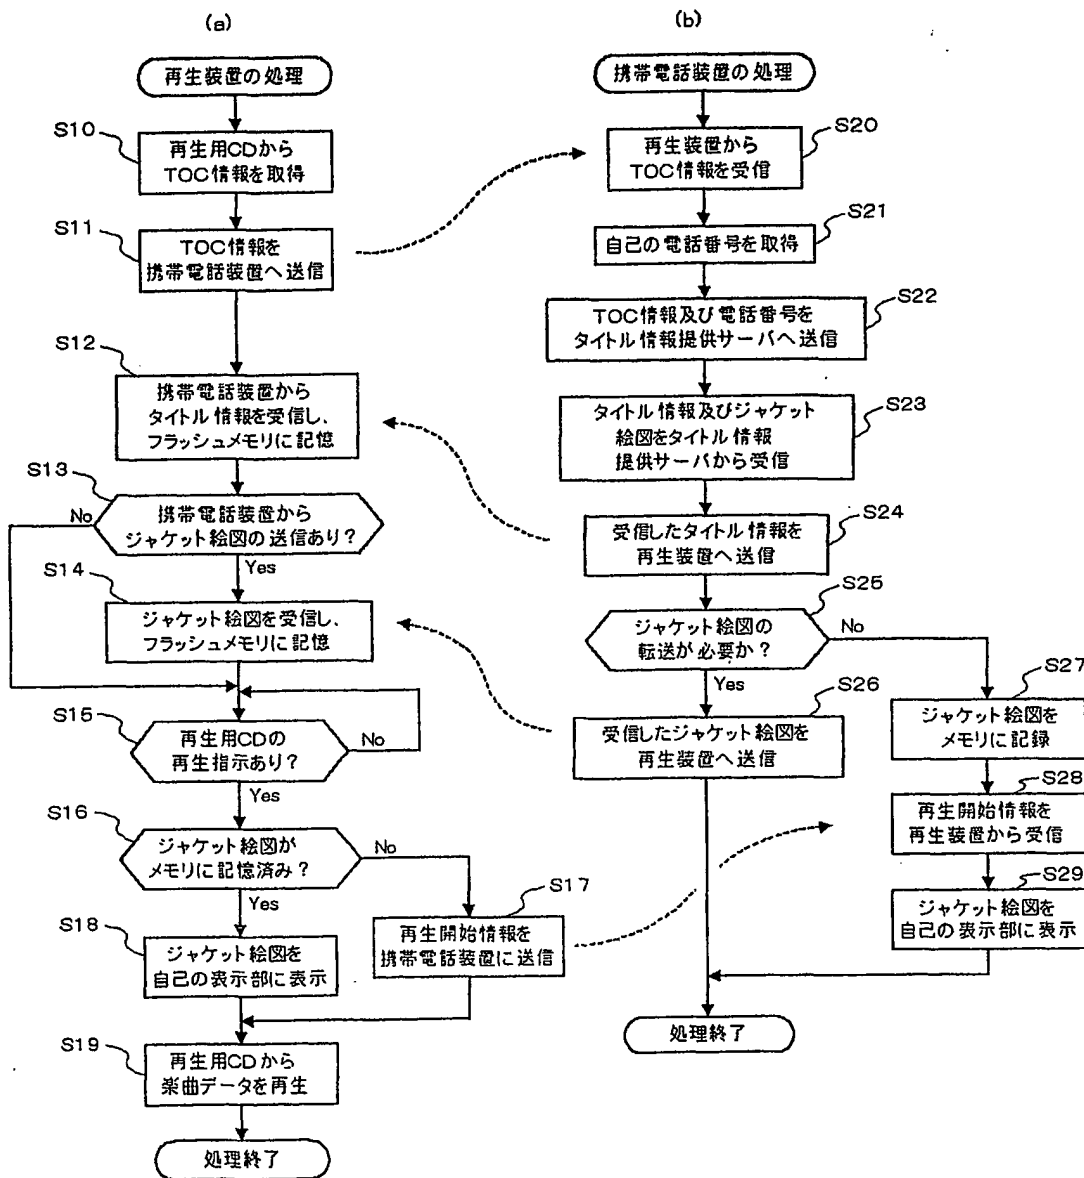 (a)
再生装置の処理
S10
再生用CDから
TOC情報を取得
S11
TOC情報を
携帯電話装置へ送信
S12
携帯電話装置から
タイトル情報を受信し、
フラッシュメモリに記憶
S13
No
携帯電話装置から
ジャケット絵図の送信あり?
Yes
S14
ジャケット絵図を受信し、
フラッシュメモリに記憶
S15
再生用CDの
再生指示あり?
No
Yes
S16
ジャケット絵図が
メモリに記憶済み?
No
Yes
S17
再生開始情報を
携帯電話装置に送信
S18
ジャケット絵図を
自己の表示部に表示
S19
再生用CDから
楽曲データを再生
処理終了
(b)
携帯電話装置の処理
S20
再生装置から
TOC情報を受信
S21
自己の電話番号を取得
S22
TOC情報及び電話番号を
タイトル情報提供サーバへ送信
S23
タイトル情報及びジャケット
絵図をタイトル情報
提供サーバから受信
S24
受信したタイトル情報を
再生装置へ送信
S25
ジャケット絵図の
転送が必要か?
No
Yes
S26
受信したジャケット絵図を
再生装置へ送信
S27
ジャケット絵図を
メモリに記録
S28
再生開始情報を
再生装置から受信
S29
ジャケット絵図を
自己の表示部に表示
処理終了